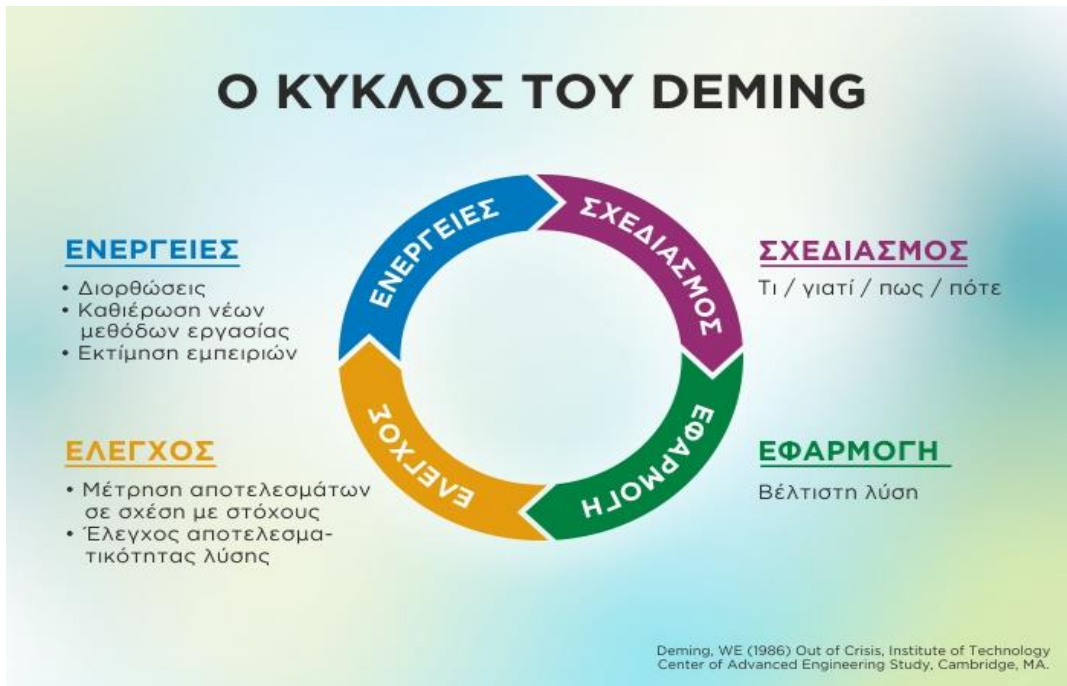 Ο ΚΥΚΛΟΣ ΤΟΥ DEMING
ΕΝΕΡΓΕΙΕΣ
• Διορθώσεις
• Καθιέρωση νέων
μεθόδων εργασίας
• Εκτίμηση εμπειριών
ΕΛΕΓΧΟΣ
• Μέτρηση αποτελεσμάτων
σε σχέση με στόχους
• Έλεγχος αποτελεσμα-
τικότητας λύσης
ΕΝΕΡΓΕΙΕΣ
ΣΧΕΔΙΑΣΜΟΣ
ΕΦΑΡΜΟΓΗ
ΕΛΕΓΧΟΣ
ΣΧΕΔΙΑΣΜΟΣ
Τι / γιατί / πως / πότε
ΕΦΑΡΜΟΓΗ
Βέλτιστη λύση
Deming, WE (1986) Out of Crisis, Institute of Technology
Center of Advanced Engineering Study, Cambridge, MA.